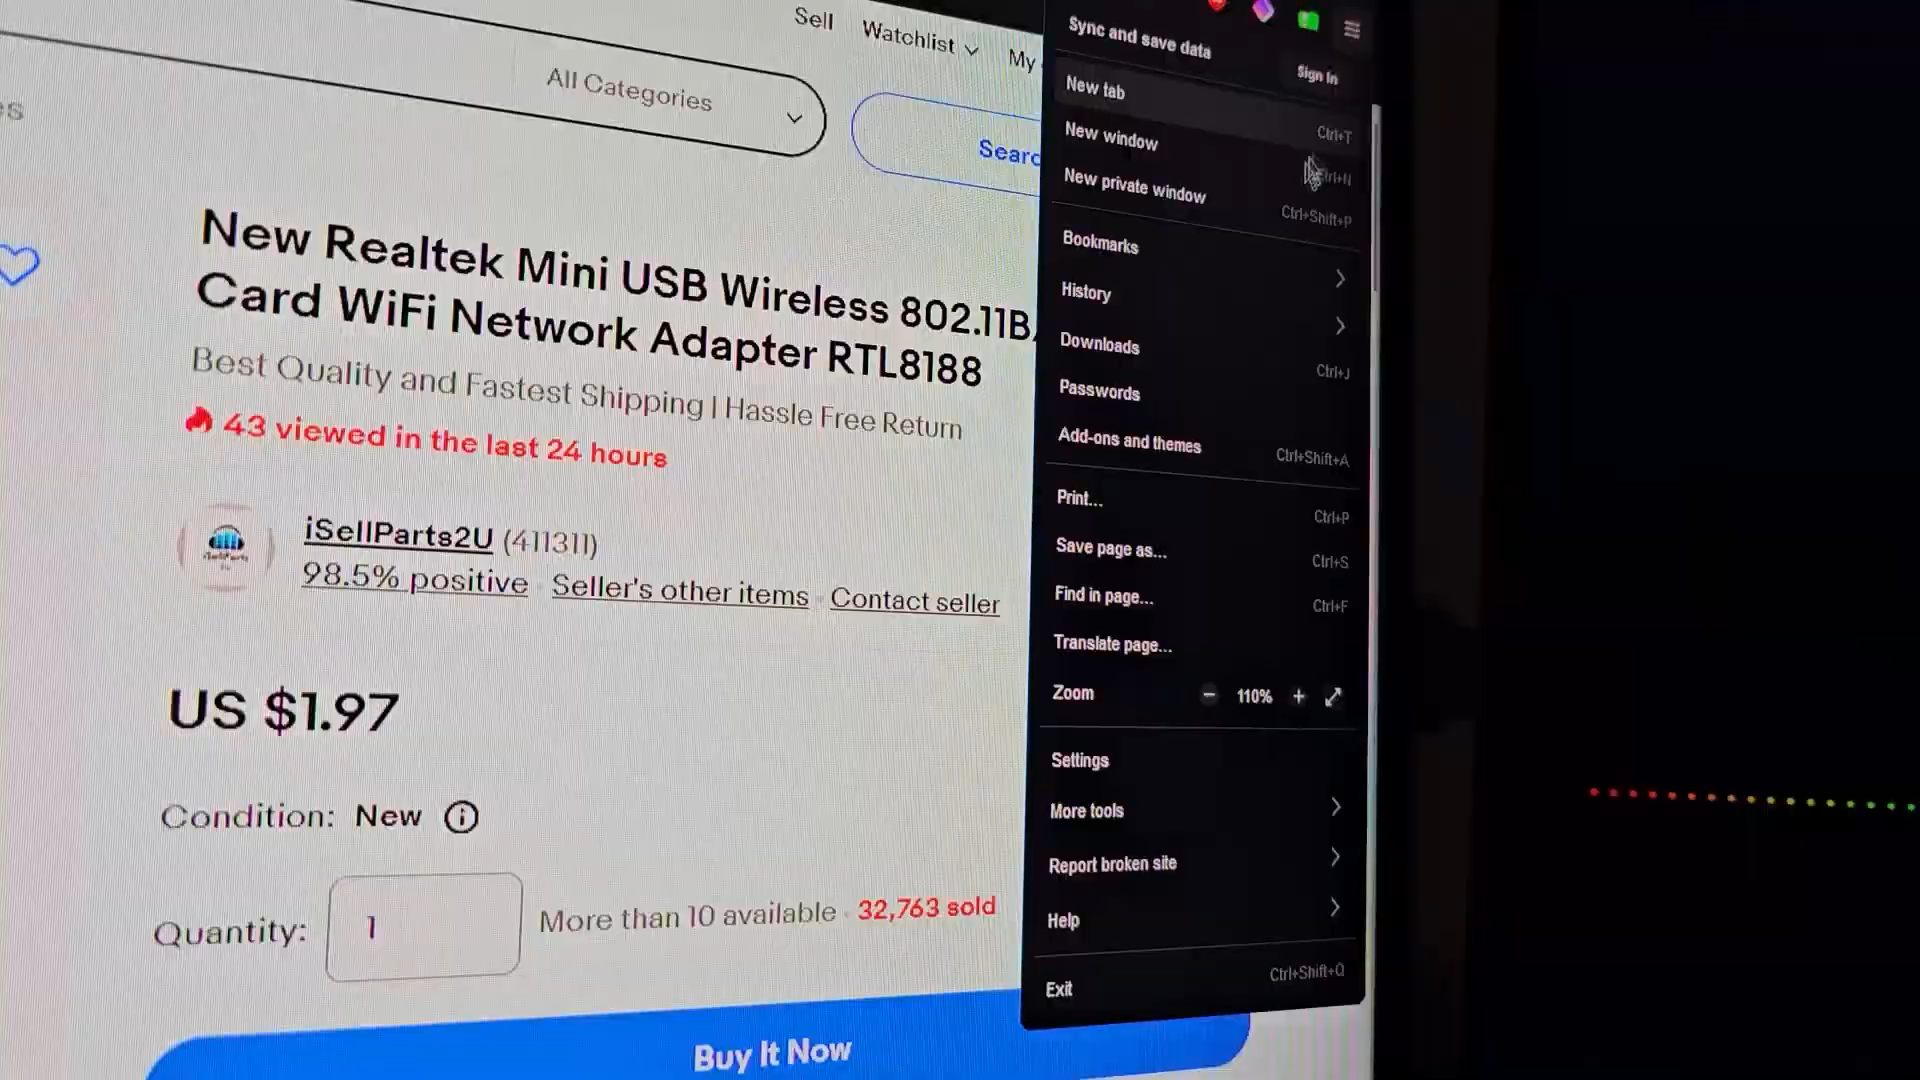 Sell
Watchlist
My
All Categories
Searc
New Realtek Mini USB Wireless 802.11B
Card WiFi Network Adapter RTL8188
Best Quality and Fastest Shipping | Hassle Free Return
43 viewed in the last 24 hours
iSellParts2U (411311)
98.5% positive · Seller's other items · Contact seller
US $1.97
Condition: New
Quantity: 1
More than 10 available · 32,763 sold
Buy It Now
Sync and save data
Sign In
New tab Ctrl+T
New window Ctrl+N
New private window Ctrl+Shift+P
Bookmarks
History
Downloads Ctrl+J
Passwords
Add-ons and themes Ctrl+Shift+A
Print... Ctrl+P
Save page as... Ctrl+S
Find in page... Ctrl+F
Translate page...
Zoom − 110% +
Settings
More tools
Report broken site
Help
Exit Ctrl+Shift+Q